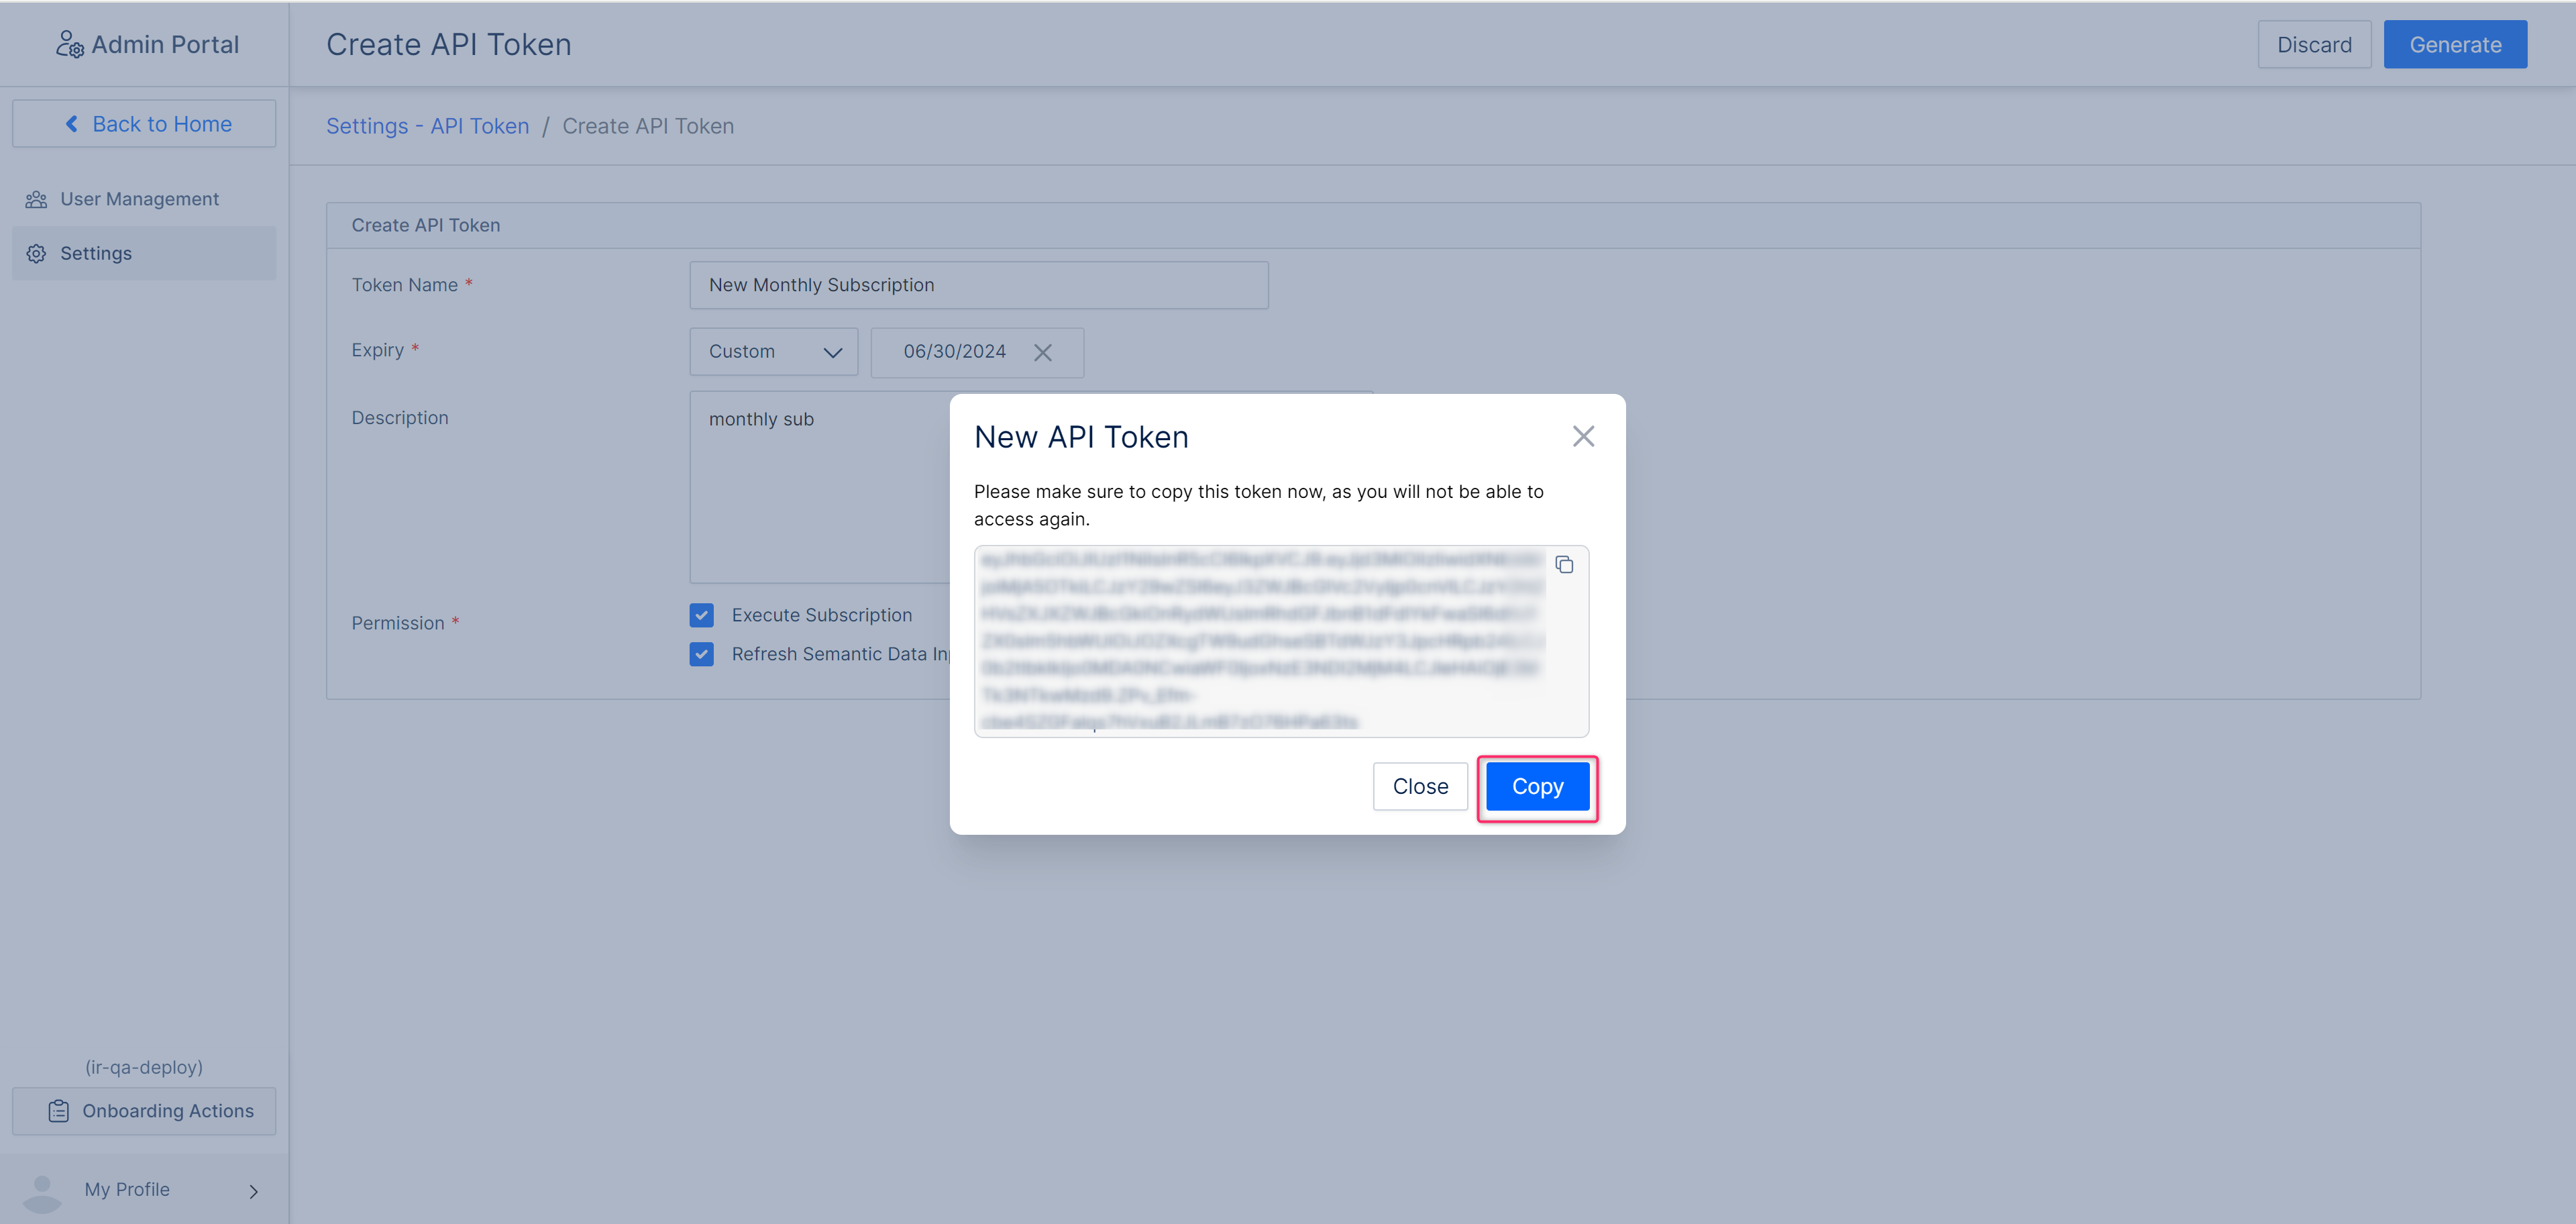 Admin Portal
Create API Token
Discard
Generate
Back to Home
Settings - API Token / Create API Token
User Management
Settings
Create API Token
Token Name *
New Monthly Subscription
Expiry *
Custom
06/30/2024
Description
monthly sub
Permission *
Execute Subscription
Refresh Semantic Data
New API Token
Please make sure to copy this token now, as you will not be able to
access again.
Close
Copy
(ir-qa-deploy)
Onboarding Actions
My Profile